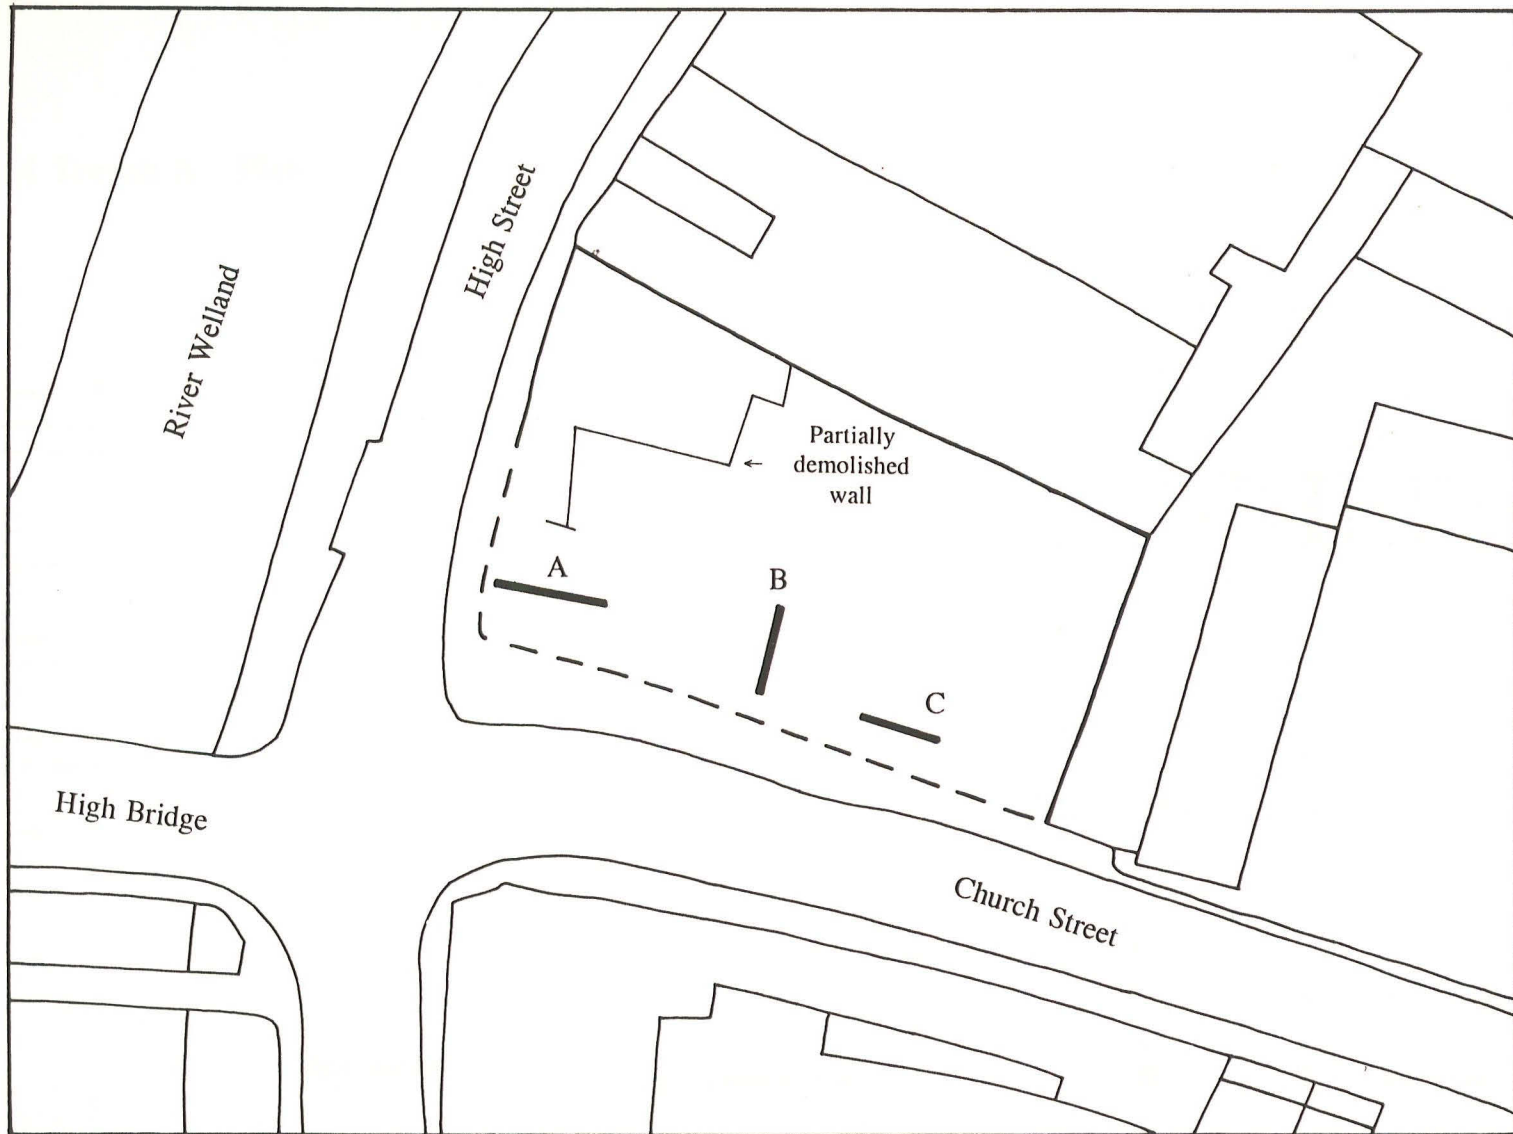 High Street
River Welland
Partially
demolished
wall
A
B
C
High Bridge
Church Street